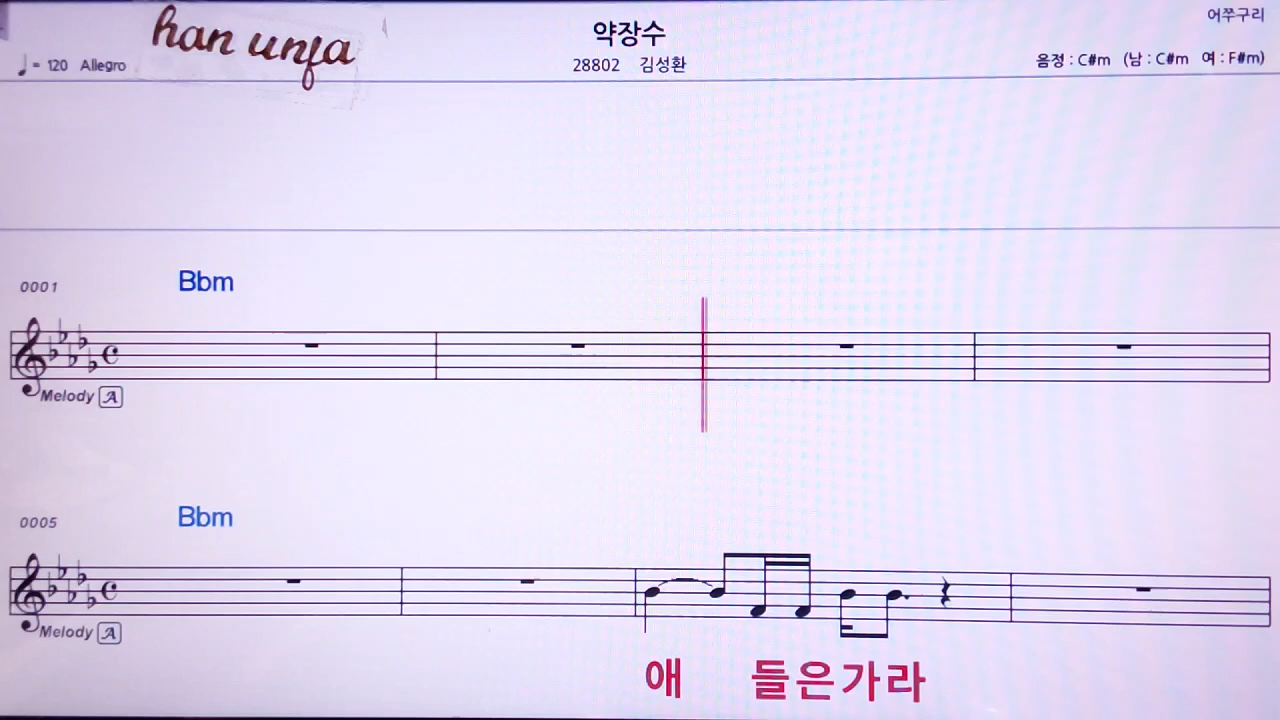 han unja
약장수
어쭈구리
♩= 120 Allegro
28802 김성환
음정 : C#m (남 : C#m 여 : F#m)
0001
Bbm
Melody A
0005
Bbm
Melody A
애 들은가라